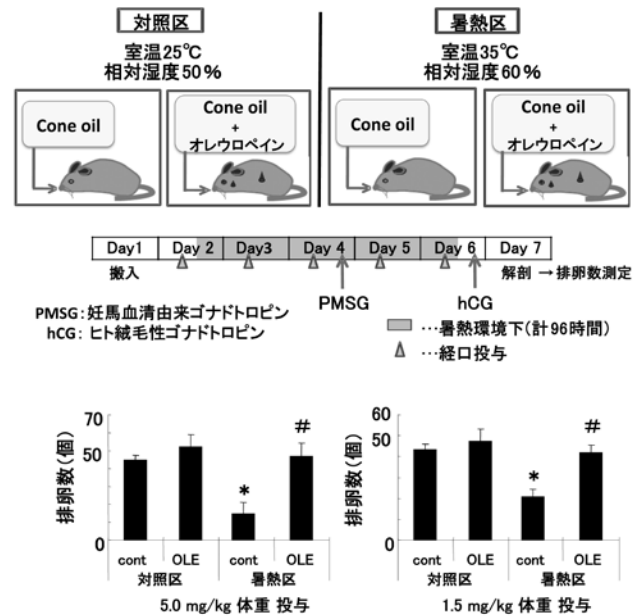 対照区
暑熱区
室温25℃
相対湿度50%
室温35℃
相対湿度60%
Cone oil
Cone oil
+
オレウロペイン
Cone oil
Cone oil
+
オレウロペイン
Day1 Day 2 Day3 Day 4 Day 5 Day 6 Day 7
搬入
解剖 →排卵数測定
PMSG
hCG
PMSG:妊馬血清由来ゴナドトロピン
hCG: ヒト絨毛性ゴナドトロピン
…暑熱環境下(計96時間)
…経口投与
排卵数(個)
70
50
0
*
#
cont OLE cont OLE
対照区 暑熱区
5.0 mg/kg 体重 投与
排卵数(個)
60
50
0
*
#
cont OLE cont OLE
対照区 暑熱区
1.5 mg/kg 体重 投与